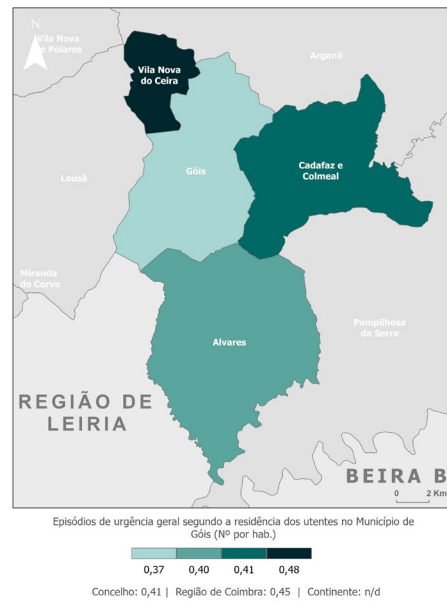 N
Vila Nova
de Poiares
Arganil
Vila Nova
do Ceira
Góis
Cadafaz e
Colmeal
Lousã
Miranda
do Corvo
Alvares
Pampilhosa
da Serra
REGIÃO DE
LEIRIA
BEIRA B
0 2 Km
Episódios de urgência geral segundo a residência dos utentes no Município de
Góis (Nº por hab.)
0,37 0,40 0,41 0,48
Concelho: 0,41 | Região de Coimbra: 0,45 | Continente: n/d